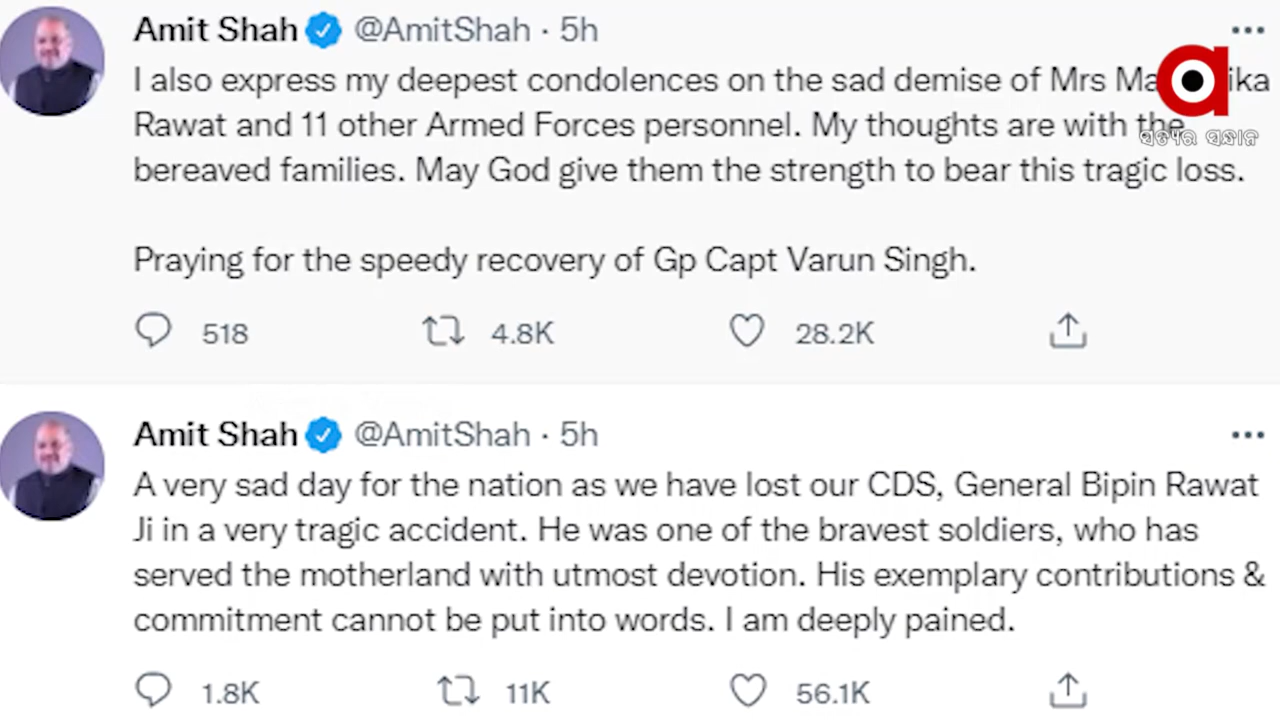 Amit Shah @AmitShah · 5h
I also express my deepest condolences on the sad demise of Mrs
Rawat and 11 other Armed Forces personnel. My thoughts are with the
bereaved families. May God give them the strength to bear this tragic loss.
Praying for the speedy recovery of Gp Capt Varun Singh.
518 4.8K 28.2K
Amit Shah @AmitShah · 5h
A very sad day for the nation as we have lost our CDS, General Bipin Rawat
Ji in a very tragic accident. He was one of the bravest soldiers, who has
served the motherland with utmost devotion. His exemplary contributions &
commitment cannot be put into words. I am deeply pained.
1.8K 11K 56.1K
a
ସତ୍ୟର ସନ୍ଧାନ